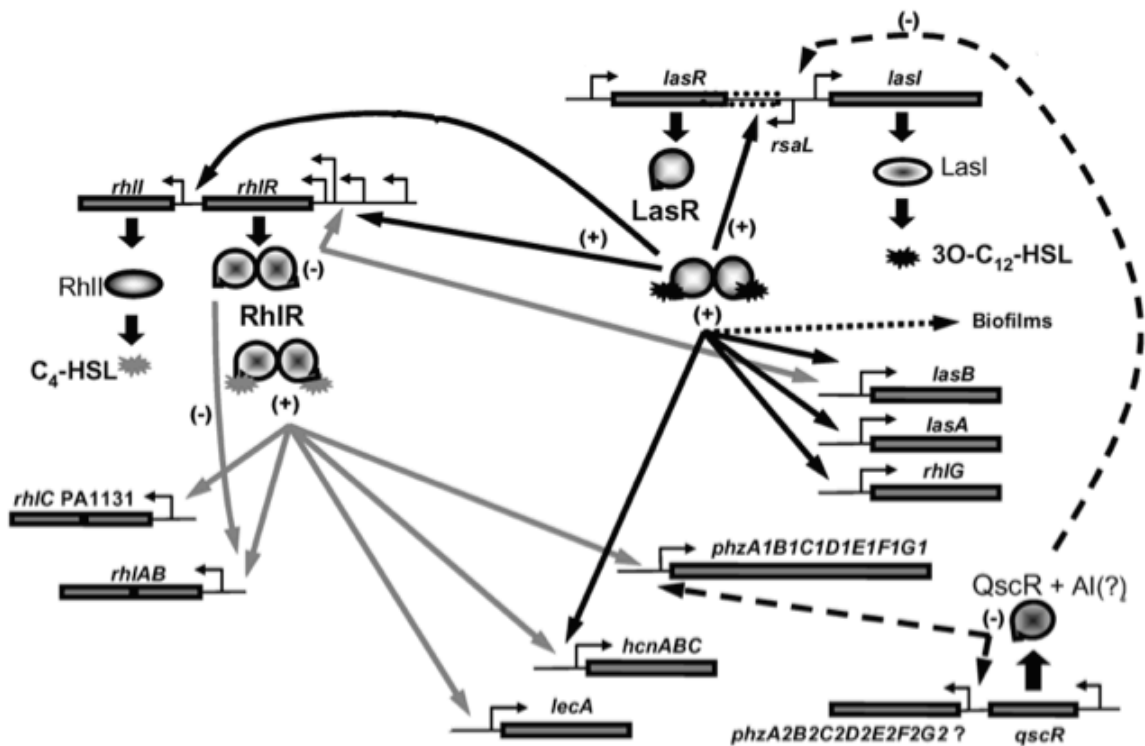 (-)
lasR
lasI
rsaL
LasR
LasI
3O-C12-HSL
rhlI
rhlR
(+)
(+)
(-)
RhlI
RhlR
C4-HSL
(+)
(-)
(+)
Biofilms
lasB
lasA
rhlG
rhlC PA1131
rhlAB
phzA1B1C1D1E1F1G1
QscR + AI(?)
(-)
hcnABC
lecA
phzA2B2C2D2E2F2G2 ?
qscR